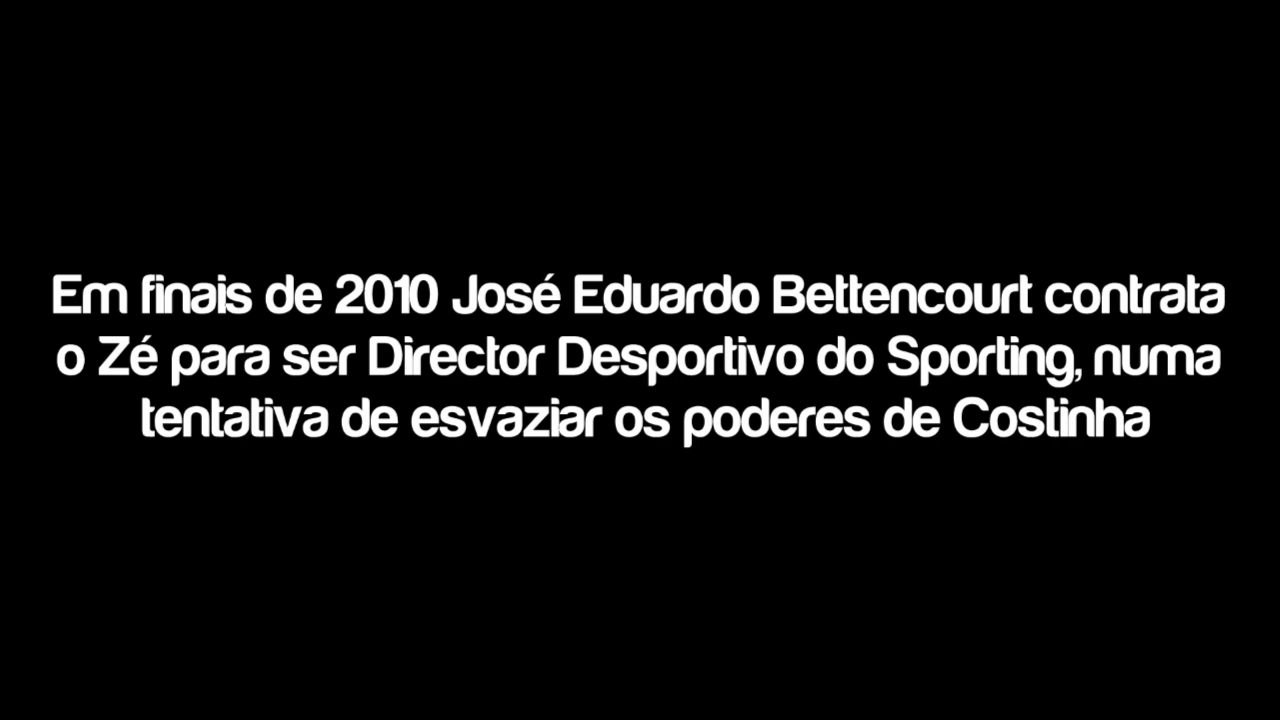 Em finais de 2010 José Eduardo Bettencourt contrata
o Zé para ser Director Desportivo do Sporting, numa
tentativa de esvaziar os poderes de Costinha